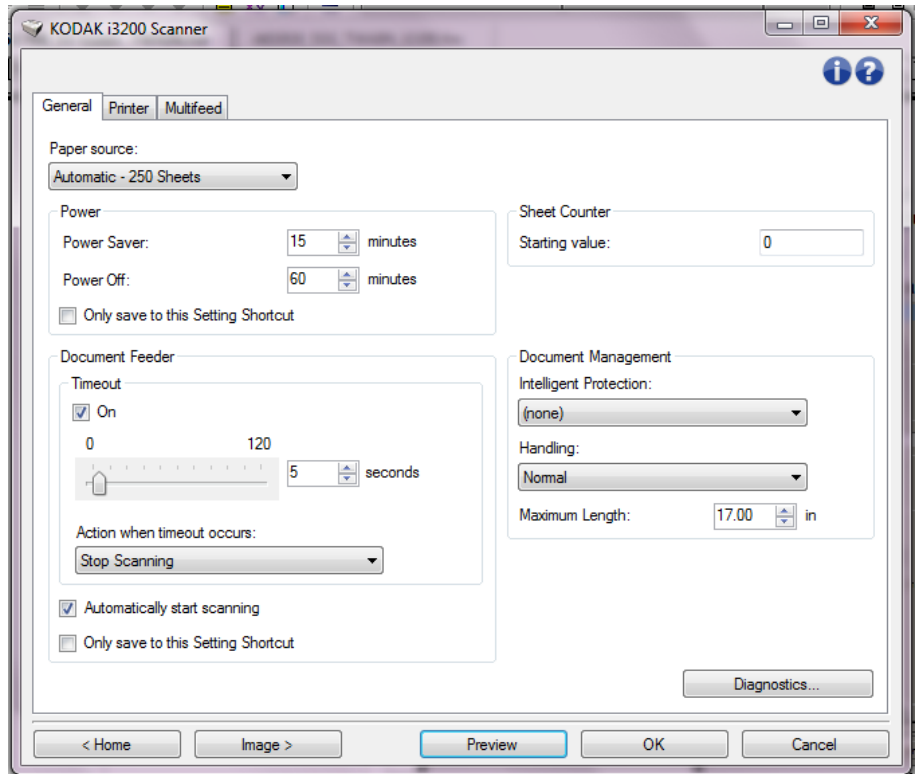 KODAK i3200 Scanner
General Printer Multifeed
Paper source:
Automatic - 250 Sheets
Power
Power Saver: 15 minutes
Power Off: 60 minutes
Only save to this Setting Shortcut
Sheet Counter
Starting value: 0
Document Feeder
Timeout
On
0 120
5 seconds
Action when timeout occurs:
Stop Scanning
Automatically start scanning
Only save to this Setting Shortcut
Document Management
Intelligent Protection:
(none)
Handling:
Normal
Maximum Length: 17.00 in
Diagnostics...
< Home Image > Preview OK Cancel